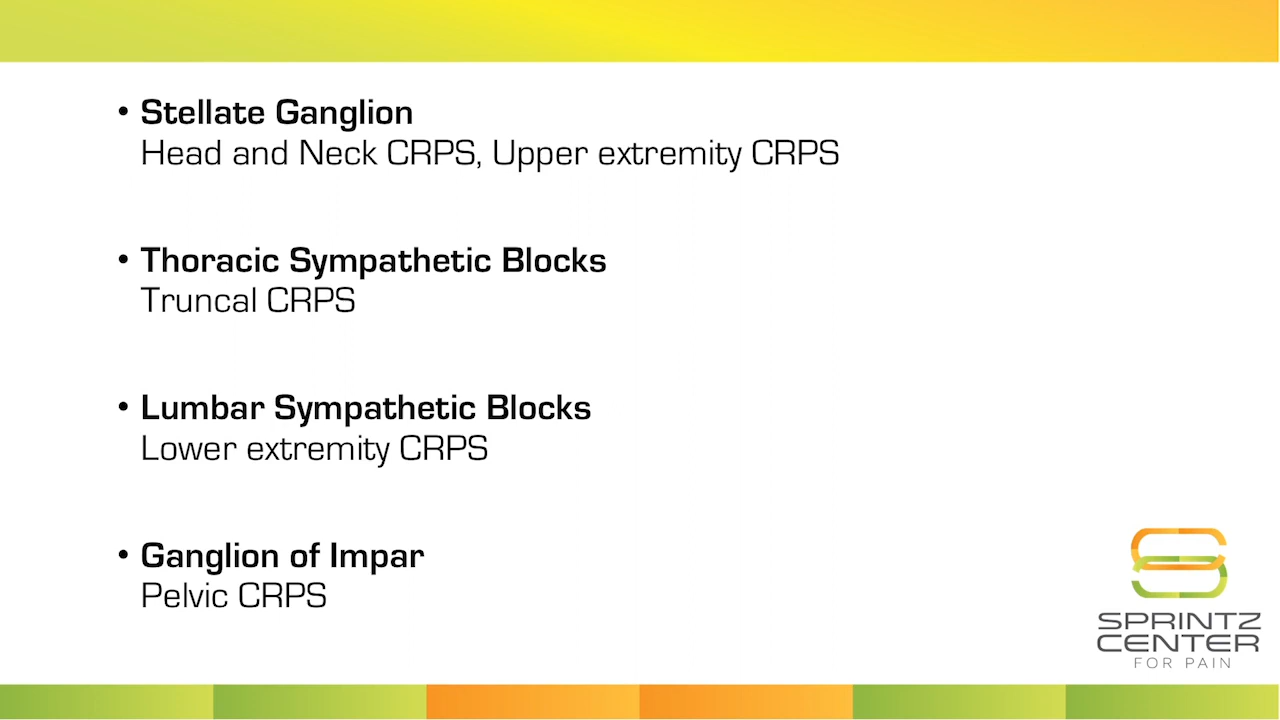 • Stellate Ganglion
Head and Neck CRPS, Upper extremity CRPS
• Thoracic Sympathetic Blocks
Truncal CRPS
• Lumbar Sympathetic Blocks
Lower extremity CRPS
• Ganglion of Impar
Pelvic CRPS
SPRINTZ
CENTER
FOR PAIN